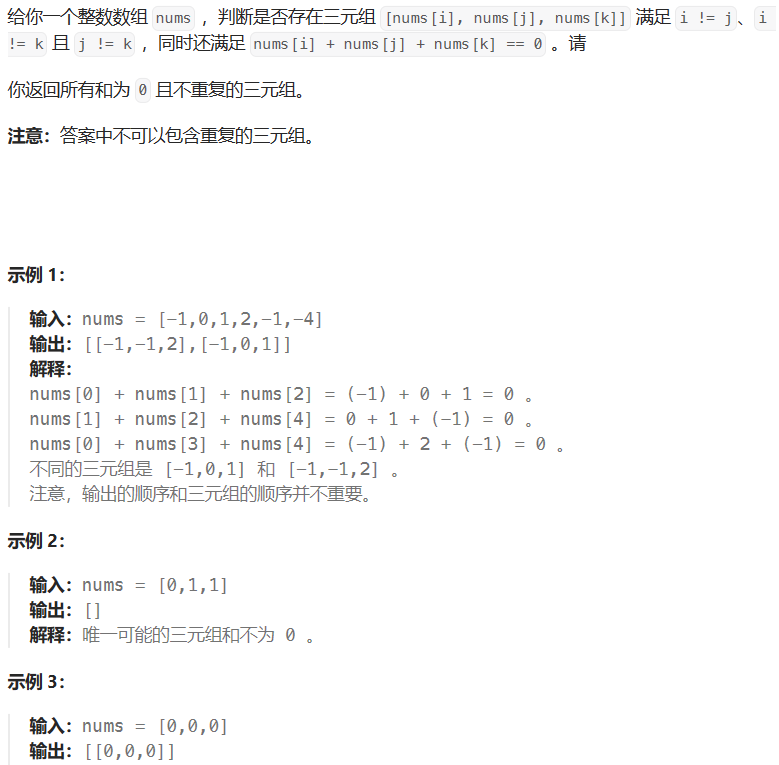 给你一个整数数组 nums ，判断是否存在三元组 [nums[i], nums[j], nums[k]] 满足 i != j、i
!= k 且 j != k ，同时还满足 nums[i] + nums[j] + nums[k] == 0 。请
你返回所有和为 0 且不重复的三元组。
注意：答案中不可以包含重复的三元组。
示例 1：
输入：nums = [-1,0,1,2,-1,-4]
输出：[[-1,-1,2],[-1,0,1]]
解释：
nums[0] + nums[1] + nums[2] = (-1) + 0 + 1 = 0 。
nums[1] + nums[2] + nums[4] = 0 + 1 + (-1) = 0 。
nums[0] + nums[3] + nums[4] = (-1) + 2 + (-1) = 0 。
不同的三元组是 [-1,0,1] 和 [-1,-1,2] 。
注意，输出的顺序和三元组的顺序并不重要。
示例 2：
输入：nums = [0,1,1]
输出：[]
解释：唯一可能的三元组和不为 0 。
示例 3：
输入：nums = [0,0,0]
输出：[[0,0,0]]